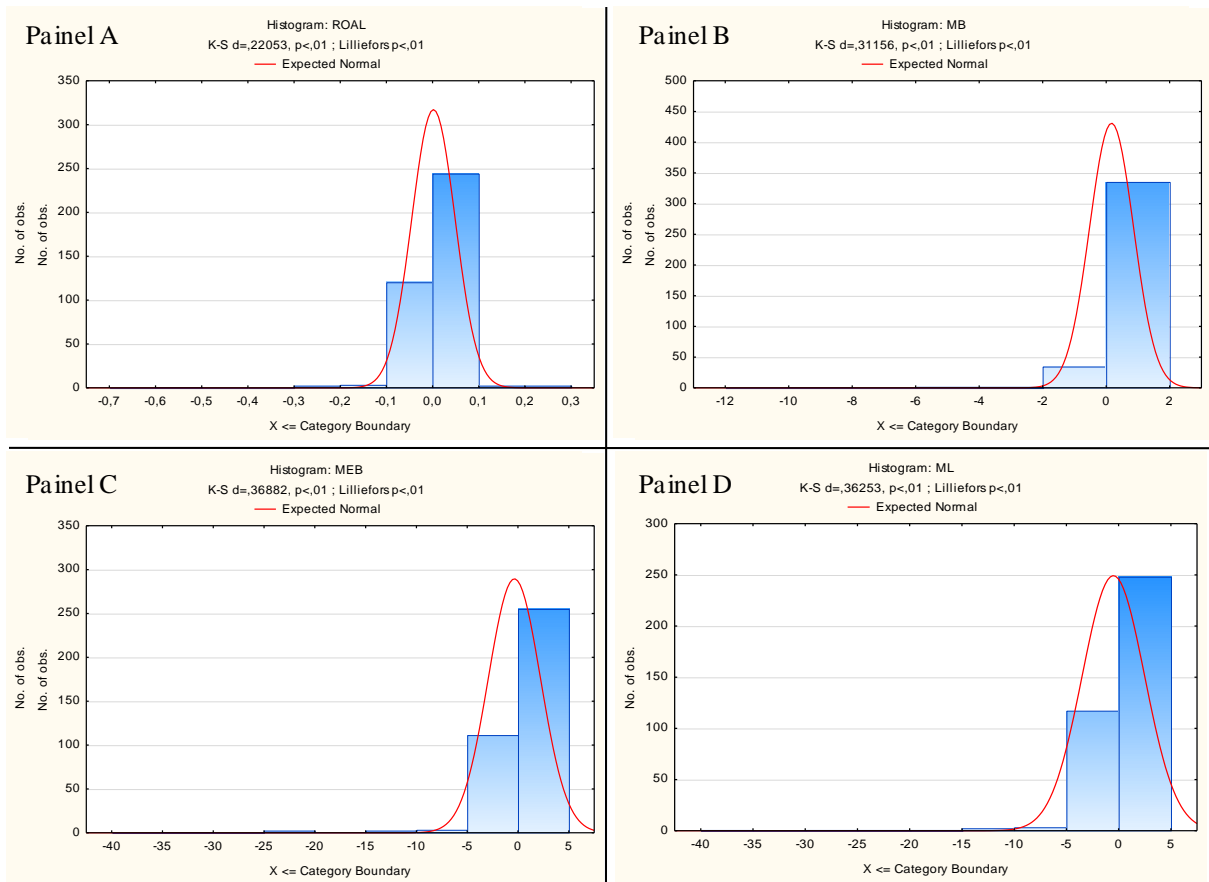 Painel A
Histogram: ROAL
K-S d=,22053, p<,01 ; Lilliefors p<,01
Expected Normal
350
300
250
200
150
100
50
0
No. of obs.
No. of obs.
-0,7 -0,6 -0,5 -0,4 -0,3 -0,2 -0,1 0,0 0,1 0,2 0,3
X <= Category Boundary
Painel B
Histogram: MB
K-S d=,31156, p<,01 ; Lilliefors p<,01
Expected Normal
500
450
400
350
300
250
200
150
100
50
0
No. of obs.
No. of obs.
-12 -10 -8 -6 -4 -2 0 2
X <= Category Boundary
Painel C
Histogram: MEB
K-S d=,36882, p<,01 ; Lilliefors p<,01
Expected Normal
350
300
250
200
150
100
50
0
No. of obs.
No. of obs.
-40 -35 -30 -25 -20 -15 -10 -5 0 5
X <= Category Boundary
Painel D
Histogram: ML
K-S d=,36253, p<,01 ; Lilliefors p<,01
Expected Normal
300
250
200
150
100
50
0
No. of obs.
-40 -35 -30 -25 -20 -15 -10 -5 0 5
X <= Category Boundary